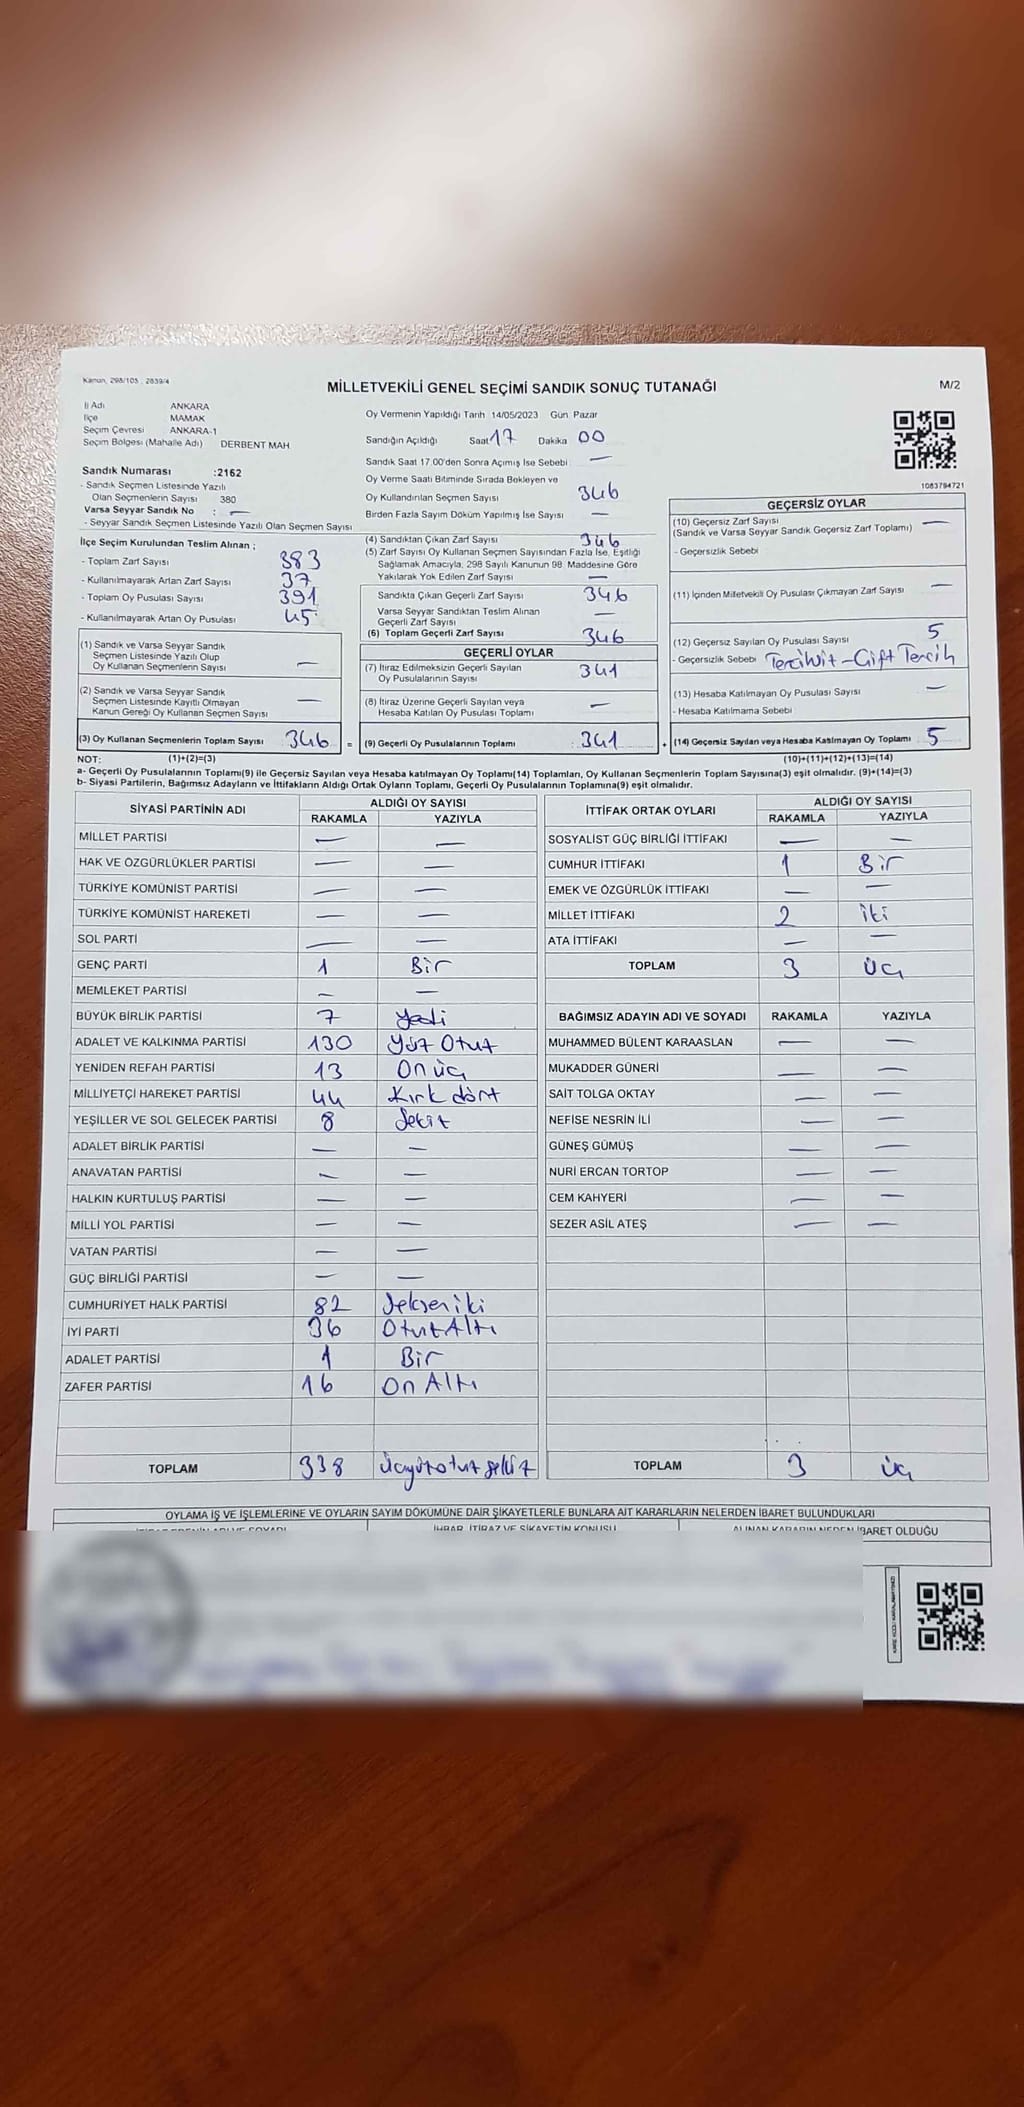 Kanun, 298/105 , 2839/4
MİLLETVEKİLİ GENEL SEÇİMİ SANDIK SONUÇ TUTANAĞI
M/2
İl Adı ANKARA
İlçe MAMAK
Seçim Çevresi ANKARA-1
Seçim Bölgesi (Mahalle Adı) DERBENT MAH.
Sandık Numarası :2162
- Sandık Seçmen Listesinde Yazılı
Olan Seçmenlerin Sayısı 380
Varsa Seyyar Sandık No : —
- Seyyar Sandık Seçmen Listesinde Yazılı Olan Seçmen Sayısı
İlçe Seçim Kurulundan Teslim Alınan ;
- Toplam Zarf Sayısı 383
- Kullanılmayarak Artan Zarf Sayısı 37
- Toplam Oy Pusulası Sayısı 391
- Kullanılmayarak Artan Oy Pusulası 45
(1) Sandık ve Varsa Seyyar Sandık
Seçmen Listesinde Yazılı Olup
Oy Kullanan Seçmenlerin Sayısı —
(2) Sandık ve Varsa Seyyar Sandık
Seçmen Listesinde Kayıtlı Olmayan
Kanun Gereği Oy Kullanan Seçmen Sayısı —
(3) Oy Kullanan Seçmenlerin Toplam Sayısı 346 =
Oy Vermenin Yapıldığı Tarih 14/05/2023 Gün Pazar
Sandığın Açıldığı Saat 17 Dakika 00
Sandık Saat 17.00'den Sonra Açılmış İse Sebebi —
Oy Verme Saati Bitiminde Sırada Bekleyen ve
Oy Kullandırılan Seçmen Sayısı 346
Birden Fazla Sayım Döküm Yapılmış İse Sayısı —
(4) Sandıktan Çıkan Zarf Sayısı 346
(5) Zarf Sayısı Oy Kullanan Seçmen Sayısından Fazla İse, Eşitliği
Sağlamak Amacıyla, 298 Sayılı Kanunun 98. Maddesine Göre
Yakılarak Yok Edilen Zarf Sayısı —
Sandıkta Çıkan Geçerli Zarf Sayısı 346
Varsa Seyyar Sandıktan Teslim Alınan
Geçerli Zarf Sayısı —
(6) Toplam Geçerli Zarf Sayısı 346
GEÇERLİ OYLAR
(7) İtiraz Edilmeksizin Geçerli Sayılan
Oy Pusulalarının Sayısı 341
(8) İtiraz Üzerine Geçerli Sayılan veya
Hesaba Katılan Oy Pusulası Toplamı —
(9) Geçerli Oy Pusulalarının Toplamı : 341 +
1083794721
GEÇERSİZ OYLAR
(10) Geçersiz Zarf Sayısı —
(Sandık ve Varsa Seyyar Sandık Geçersiz Zarf Toplamı)
- Geçersizlik Sebebi
(11) İçinden Milletvekili Oy Pusulası Çıkmayan Zarf Sayısı —
(12) Geçersiz Sayılan Oy Pusulası Sayısı 5
- Geçersizlik Sebebi - Çift Tercih
(13) Hesaba Katılmayan Oy Pusulası Sayısı —
- Hesaba Katılmama Sebebi
(14) Geçersiz Sayılan veya Hesaba Katılmayan Oy Toplamı 5
NOT: (1)+(2)=(3) (10)+(11)+(12)+(13)=(14)
a- Geçerli Oy Pusulalarının Toplamı(9) ile Geçersiz Sayılan veya Hesaba katılmayan Oy Toplamı(14) Toplamları, Oy Kullanan Seçmenlerin Toplam Sayısına(3) eşit olmalıdır. (9)+(14)=(3)
b- Siyasi Partilerin, Bağımsız Adayların ve İttifakların Aldığı Ortak Oyların Toplamı, Geçerli Oy Pusulalarının Toplamına(9) eşit olmalıdır.
SİYASİ PARTİNİN ADI ALDIĞI OY SAYISI
RAKAMLA YAZIYLA
MİLLET PARTİSİ — —
HAK VE ÖZGÜRLÜKLER PARTİSİ — —
TÜRKİYE KOMÜNİST PARTİSİ — —
TÜRKİYE KOMÜNİST HAREKETİ — —
SOL PARTİ — —
GENÇ PARTİ 1 Bir
MEMLEKET PARTİSİ — —
BÜYÜK BİRLİK PARTİSİ 7 Yedi
ADALET VE KALKINMA PARTİSİ 130 Yüz Otuz
YENİDEN REFAH PARTİSİ 13 On üç
MİLLİYETÇİ HAREKET PARTİSİ 44 Kırk dört
YEŞİLLER VE SOL GELECEK PARTİSİ 8 Sekiz
ADALET BİRLİK PARTİSİ — —
ANAVATAN PARTİSİ — —
HALKIN KURTULUŞ PARTİSİ — —
MİLLİ YOL PARTİSİ — —
VATAN PARTİSİ — —
GÜÇ BİRLİĞİ PARTİSİ — —
CUMHURİYET HALK PARTİSİ 82 Seksen iki
İYİ PARTİ 36 Otuz Altı
ADALET PARTİSİ 1 Bir
ZAFER PARTİSİ 16 On Altı
TOPLAM 338 Üçyüzotuz sekiz
İTTİFAK ORTAK OYLARI ALDIĞI OY SAYISI
RAKAMLA YAZIYLA
SOSYALİST GÜÇ BİRLİĞİ İTTİFAKI — —
CUMHUR İTTİFAKI 1 Bir
EMEK VE ÖZGÜRLÜK İTTİFAKI — —
MİLLET İTTİFAKI 2 iki
ATA İTTİFAKI — —
TOPLAM 3 Üç
BAĞIMSIZ ADAYIN ADI VE SOYADI RAKAMLA YAZIYLA
MUHAMMED BÜLENT KARAASLAN — —
MUKADDER GÜNERİ — —
SAİT TOLGA OKTAY — —
NEFİSE NESRİN İLİ — —
GÜNEŞ GÜMÜŞ — —
NURİ ERCAN TORTOP — —
CEM KAHYERİ — —
SEZER ASİL ATEŞ — —
TOPLAM 3 üç
OYLAMA İŞ VE İŞLEMLERİNE VE OYLARIN SAYIM DÖKÜMÜNE DAİR ŞİKAYETLERLE BUNLARA AİT KARARLARIN NELERDEN İBARET BULUNDUKLARI
İHBAR, İTİRAZ VE ŞİKAYETİN KONUSU ALINAN KARARIN NEDEN İBARET OLDUĞU